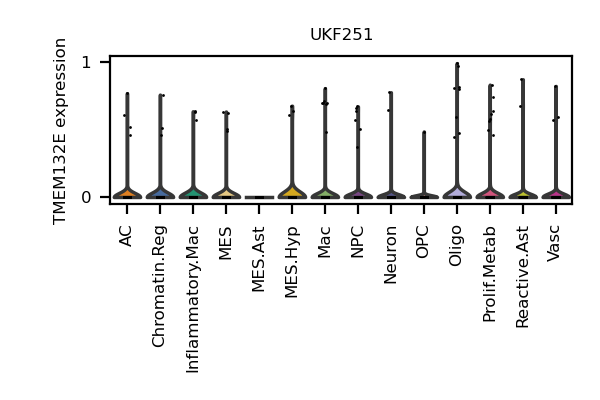 UKF251
TMEM132E expression
1
0
AC
Chromatin.Reg
Inflammatory.Mac
MES
MES.Ast
MES.Hyp
Mac
NPC
Neuron
OPC
Oligo
Prolif.Metab
Reactive.Ast
Vasc